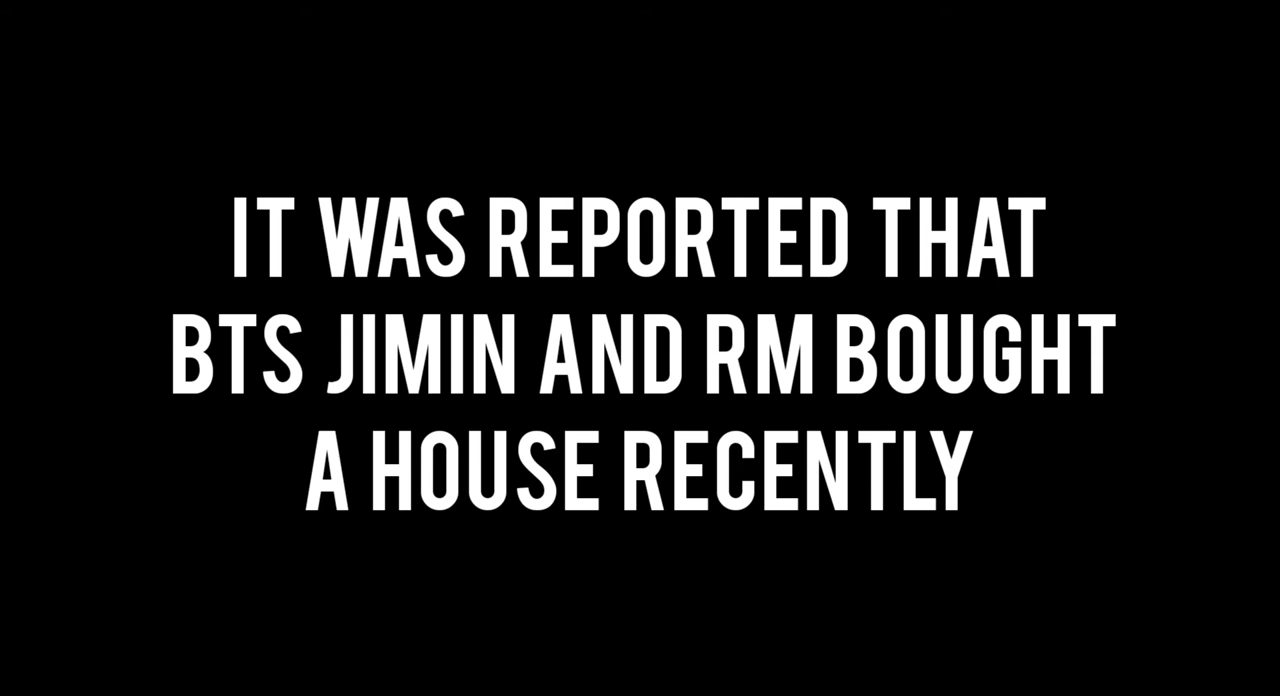 IT WAS REPORTED THAT
BTS JIMIN AND RM BOUGHT
A HOUSE RECENTLY